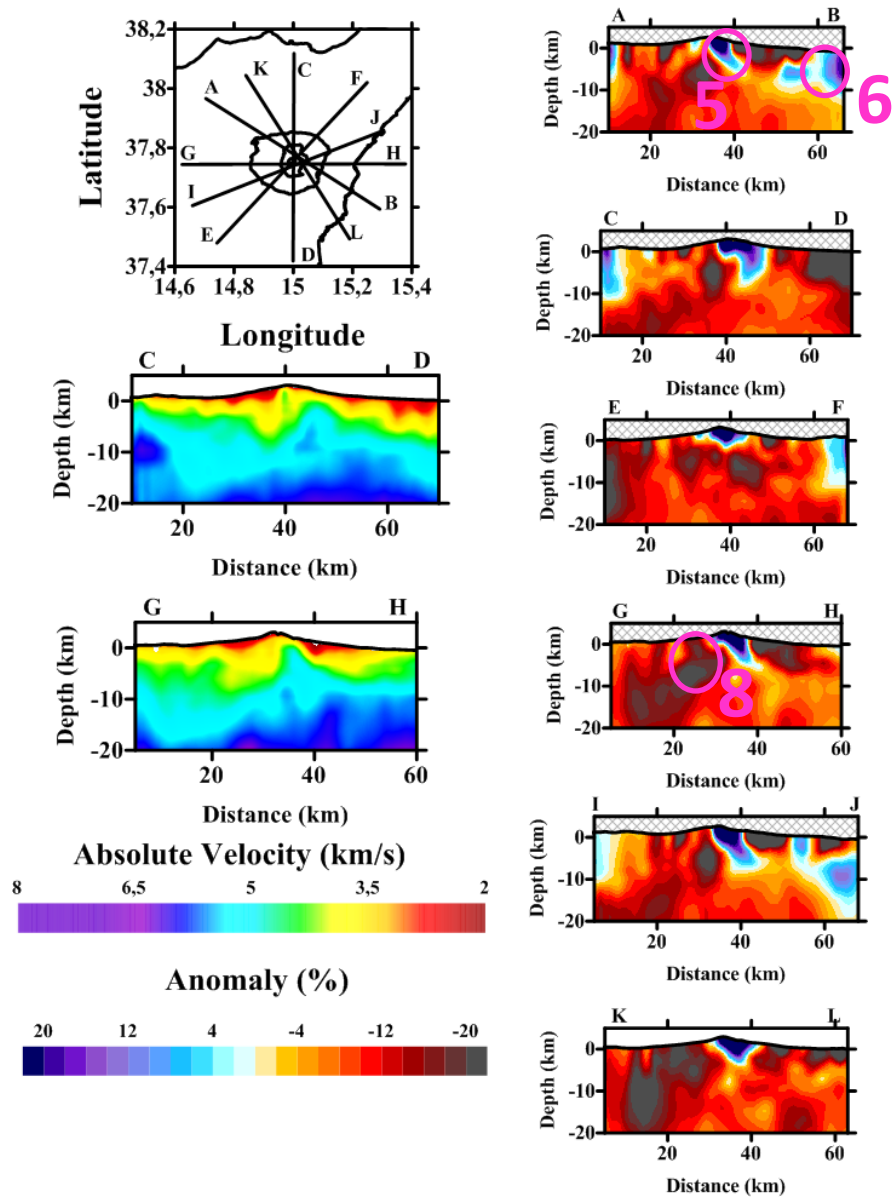 38,2
38
37,8
37,6
37,4
Latitude
14,6 14,8 15 15,2 15,4
Longitude
A K C F J H B L D E I G
C D
Depth (km)
0
-10
-20
20 40 60
Distance (km)
G H
Depth (km)
0
-10
-20
20 40 60
Distance (km)
Absolute Velocity (km/s)
8 6,5 5 3,5 2
Anomaly (%)
20 12 4 -4 -12 -20
A B
Depth (km)
0
-10
-20
5 6
20 40 60
Distance (km)
C D
Depth (km)
0
-10
-20
20 40 60
Distance (km)
E F
Depth (km)
0
-10
-20
20 40 60
Distance (km)
G H
Depth (km)
0
-10
-20
8
20 40 60
Distance (km)
I J
Depth (km)
0
-10
-20
20 40 60
Distance (km)
K L
Depth (km)
0
-10
-20
20 40 60
Distance (km)